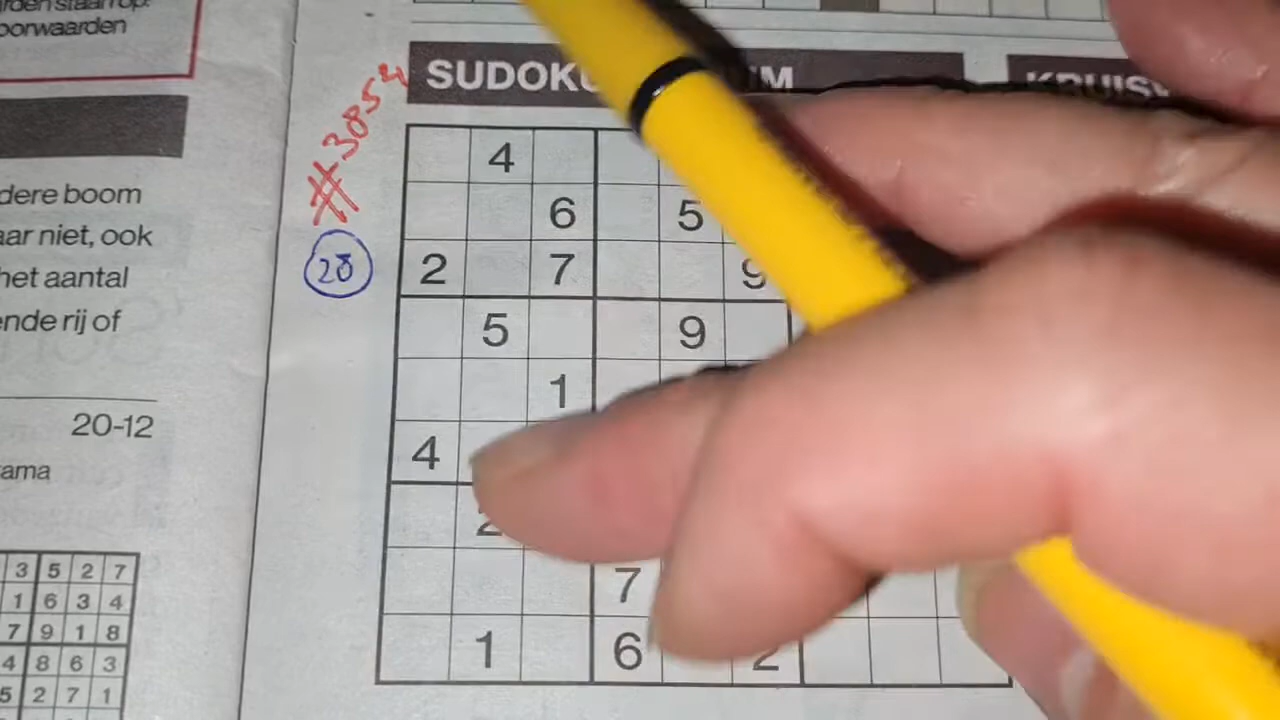 voorwaarden
#3854
28
SUDOKU
KRUISW
dere boom
aar niet, ook
het aantal
ende rij of
20-12
ama
4
6 5
2 7 9
5 9
1
4
2
7
1 6 2
3 5 2 7
1 6 3 4
7 9 1 8
4 8 6 3
5 2 7 1